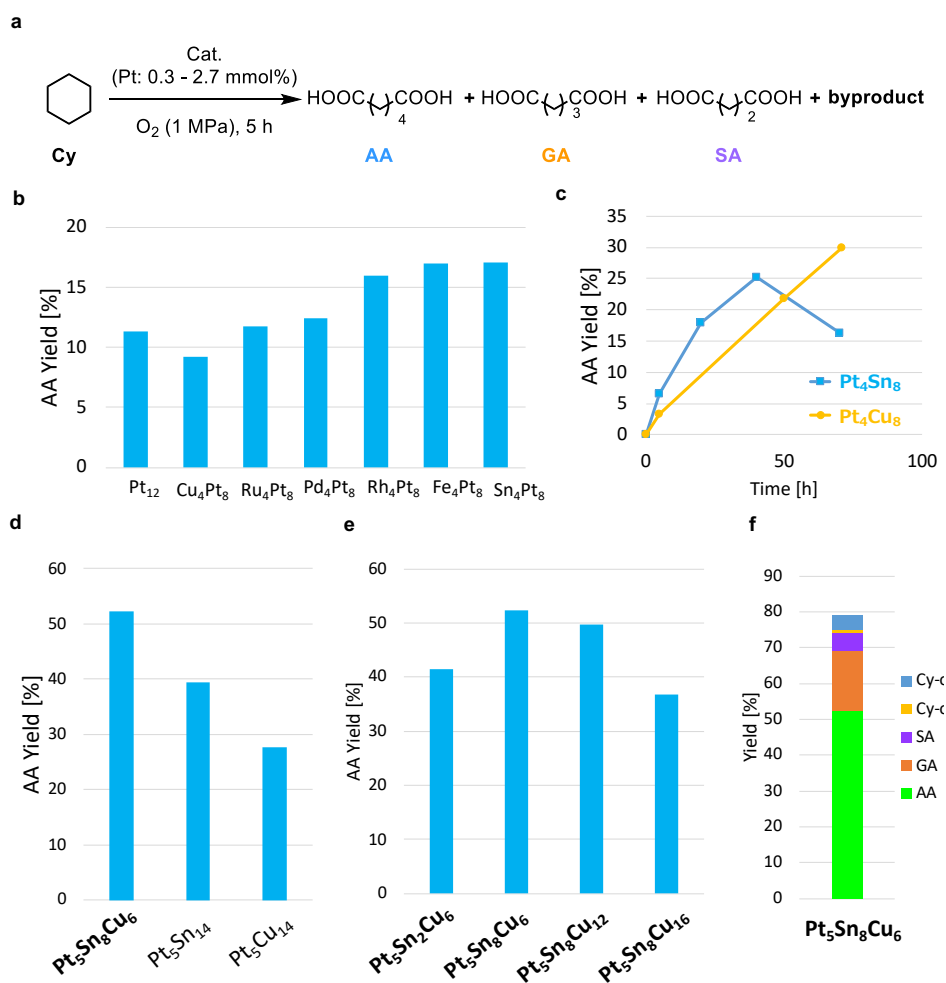 a
Cat.
(Pt: 0.3 - 2.7 mmol%)
O2 (1 MPa), 5 h
Cy
HOOC COOH + HOOC COOH + HOOC COOH + byproduct
4 3 2
AA GA SA
b
AA Yield [%]
20
15
10
5
0
Pt12 Cu4Pt8 Ru4Pt8 Pd4Pt8 Rh4Pt8 Fe4Pt8 Sn4Pt8
c
AA Yield [%]
35
30
25
20
15
10
5
0
0 50 100
Time [h]
Pt4Sn8
Pt4Cu8
d
AA Yield [%]
60
50
40
30
20
10
0
Pt5Sn8Cu6 Pt5Sn14 Pt5Cu14
e
AA Yield [%]
60
50
40
30
20
10
0
Pt5Sn2Cu6 Pt5Sn8Cu6 Pt5Sn8Cu12 Pt5Sn8Cu16
f
Yield [%]
90
80
70
60
50
40
30
20
10
0
Pt5Sn8Cu6
SA
GA
AA